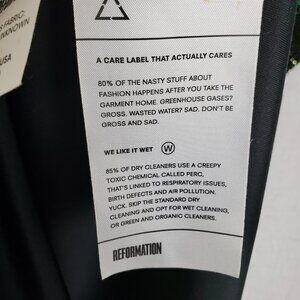 FABRIC:
UNKNOWN
USA
A CARE LABEL THAT ACTUALLY CARES
80% OF THE NASTY STUFF ABOUT
FASHION HAPPENS AFTER YOU TAKE THE
GARMENT HOME. GREENHOUSE GASES?
GROSS. WASTED WATER? SAD. DON'T BE
GROSS AND SAD.
WE LIKE IT WET W
85% OF DRY CLEANERS USE A CREEPY
TOXIC CHEMICAL CALLED PERC,
THAT'S LINKED TO RESPIRATORY ISSUES,
BIRTH DEFECTS AND AIR POLLUTION.
YUCK. SKIP THE STANDARD DRY
CLEANING AND OPT FOR WET CLEANING,
OR GREEN AND ORGANIC CLEANERS.
REFORMATION